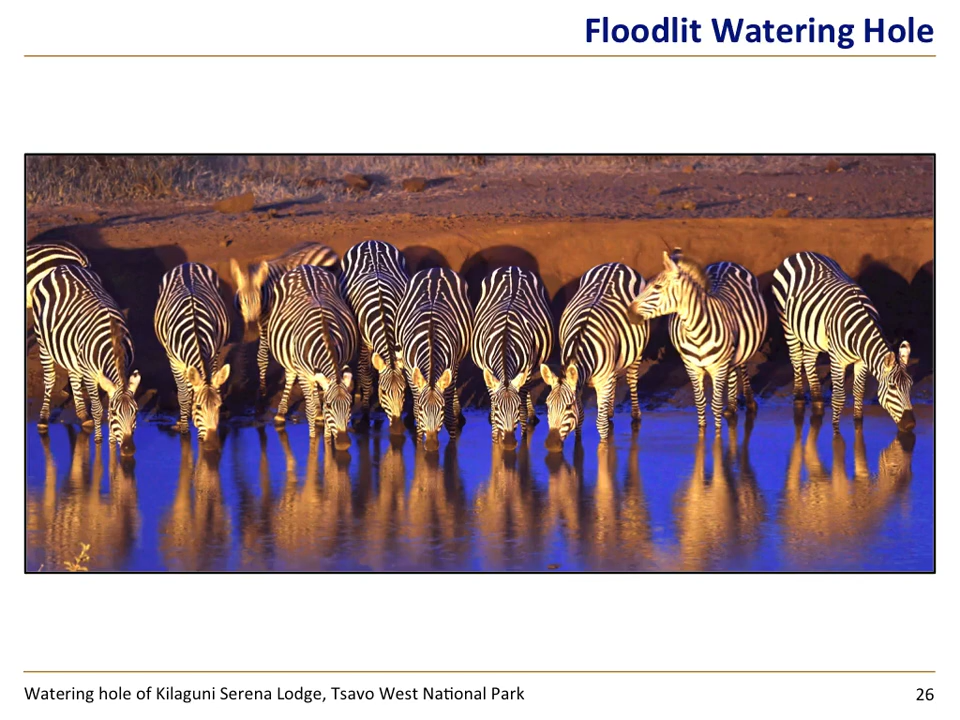 Floodlit Watering Hole
Watering hole of Kilaguni Serena Lodge, Tsavo West National Park
26